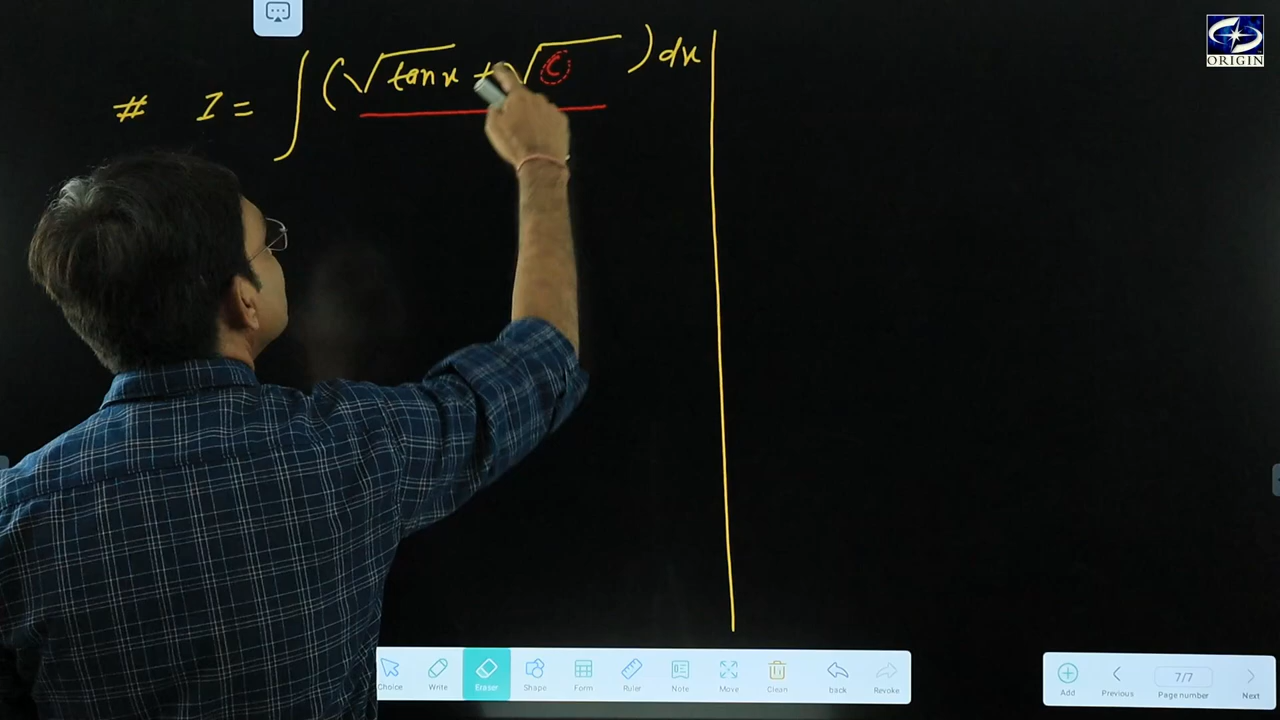 ORIGIN
# I = ∫ (√tanx + √c ) dx
Choice Write Eraser Shape Form Ruler Note Move Clean back Revoke
Add Previous 7/7 Page number Next